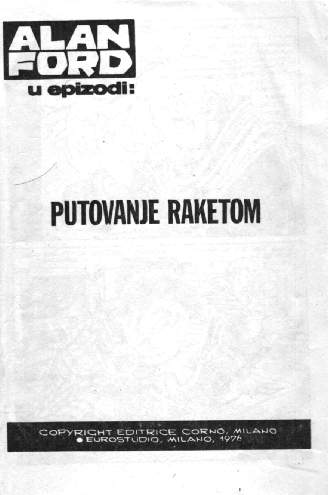 ALAN
FORD
u epizodi:
PUTOVANJE RAKETOM
COPYRIGHT EDITRICE CORNO, MILANO
● EUROSTUDIO, MILANO, 1976